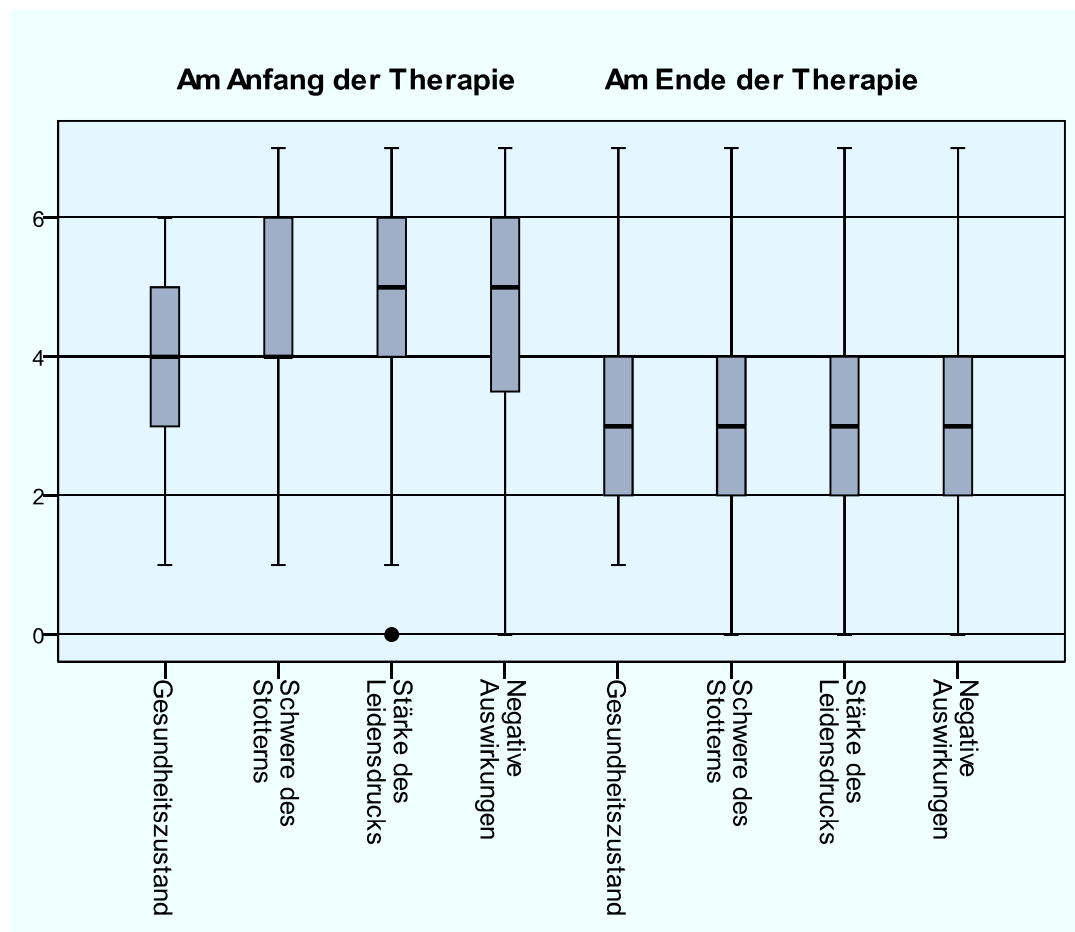 Am Anfang der Therapie
Am Ende der Therapie
6
4
2
0
Gesundheitszustand
Schwere des
Stotterns
Stärke des
Leidensdrucks
Negative
Auswirkungen
Gesundheitszustand
Schwere des
Stotterns
Stärke des
Leidensdrucks
Negative
Auswirkungen